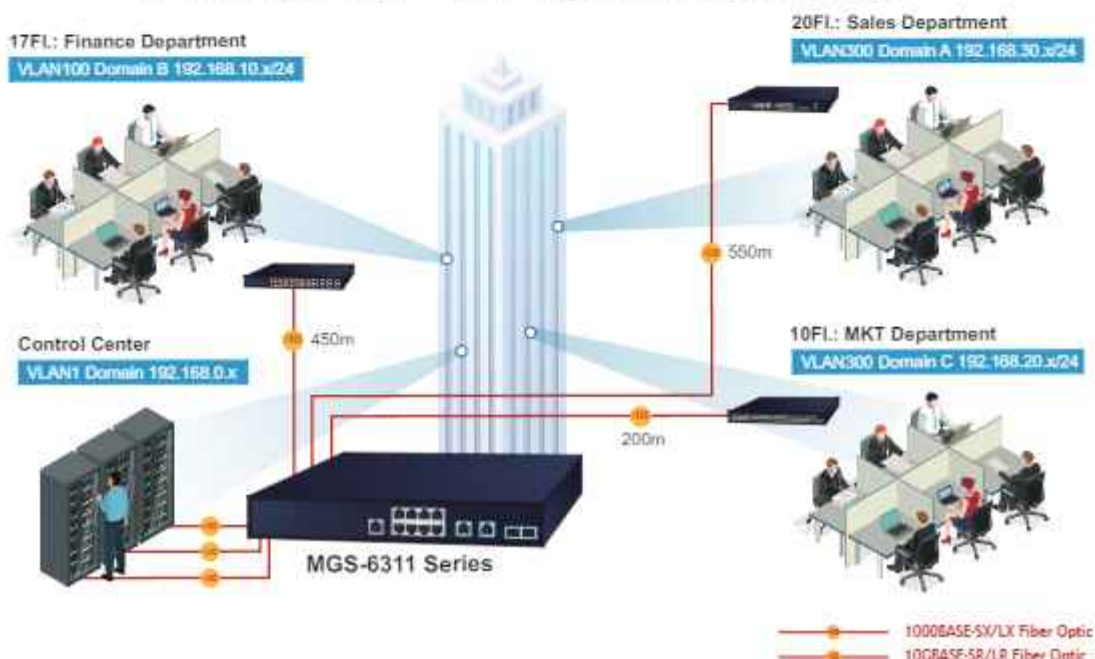 20Fl.: Sales Department
VLAN300 Domain A 192.168.30.x/24
17Fl.: Finance Department
VLAN100 Domain B 192.168.10.x/24
550m
450m
10Fl.: MKT Department
VLAN300 Domain C 192.168.20.x/24
Control Center
VLAN1 Domain 192.168.0.x
200m
MGS-6311 Series
1000BASE-SX/LX Fiber Optic
10GBASE-SR/LR Fiber Optic